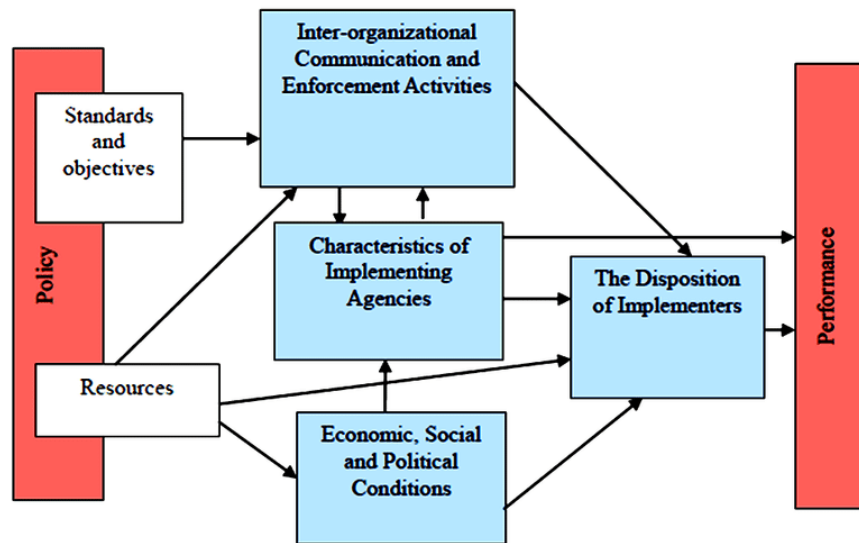 Inter-organizational
Communication and
Enforcement Activities
Standards
and
objectives
Policy
Characteristics of
Implementing
Agencies
The Disposition
of Implementers
Performance
Resources
Economic, Social
and Political
Conditions